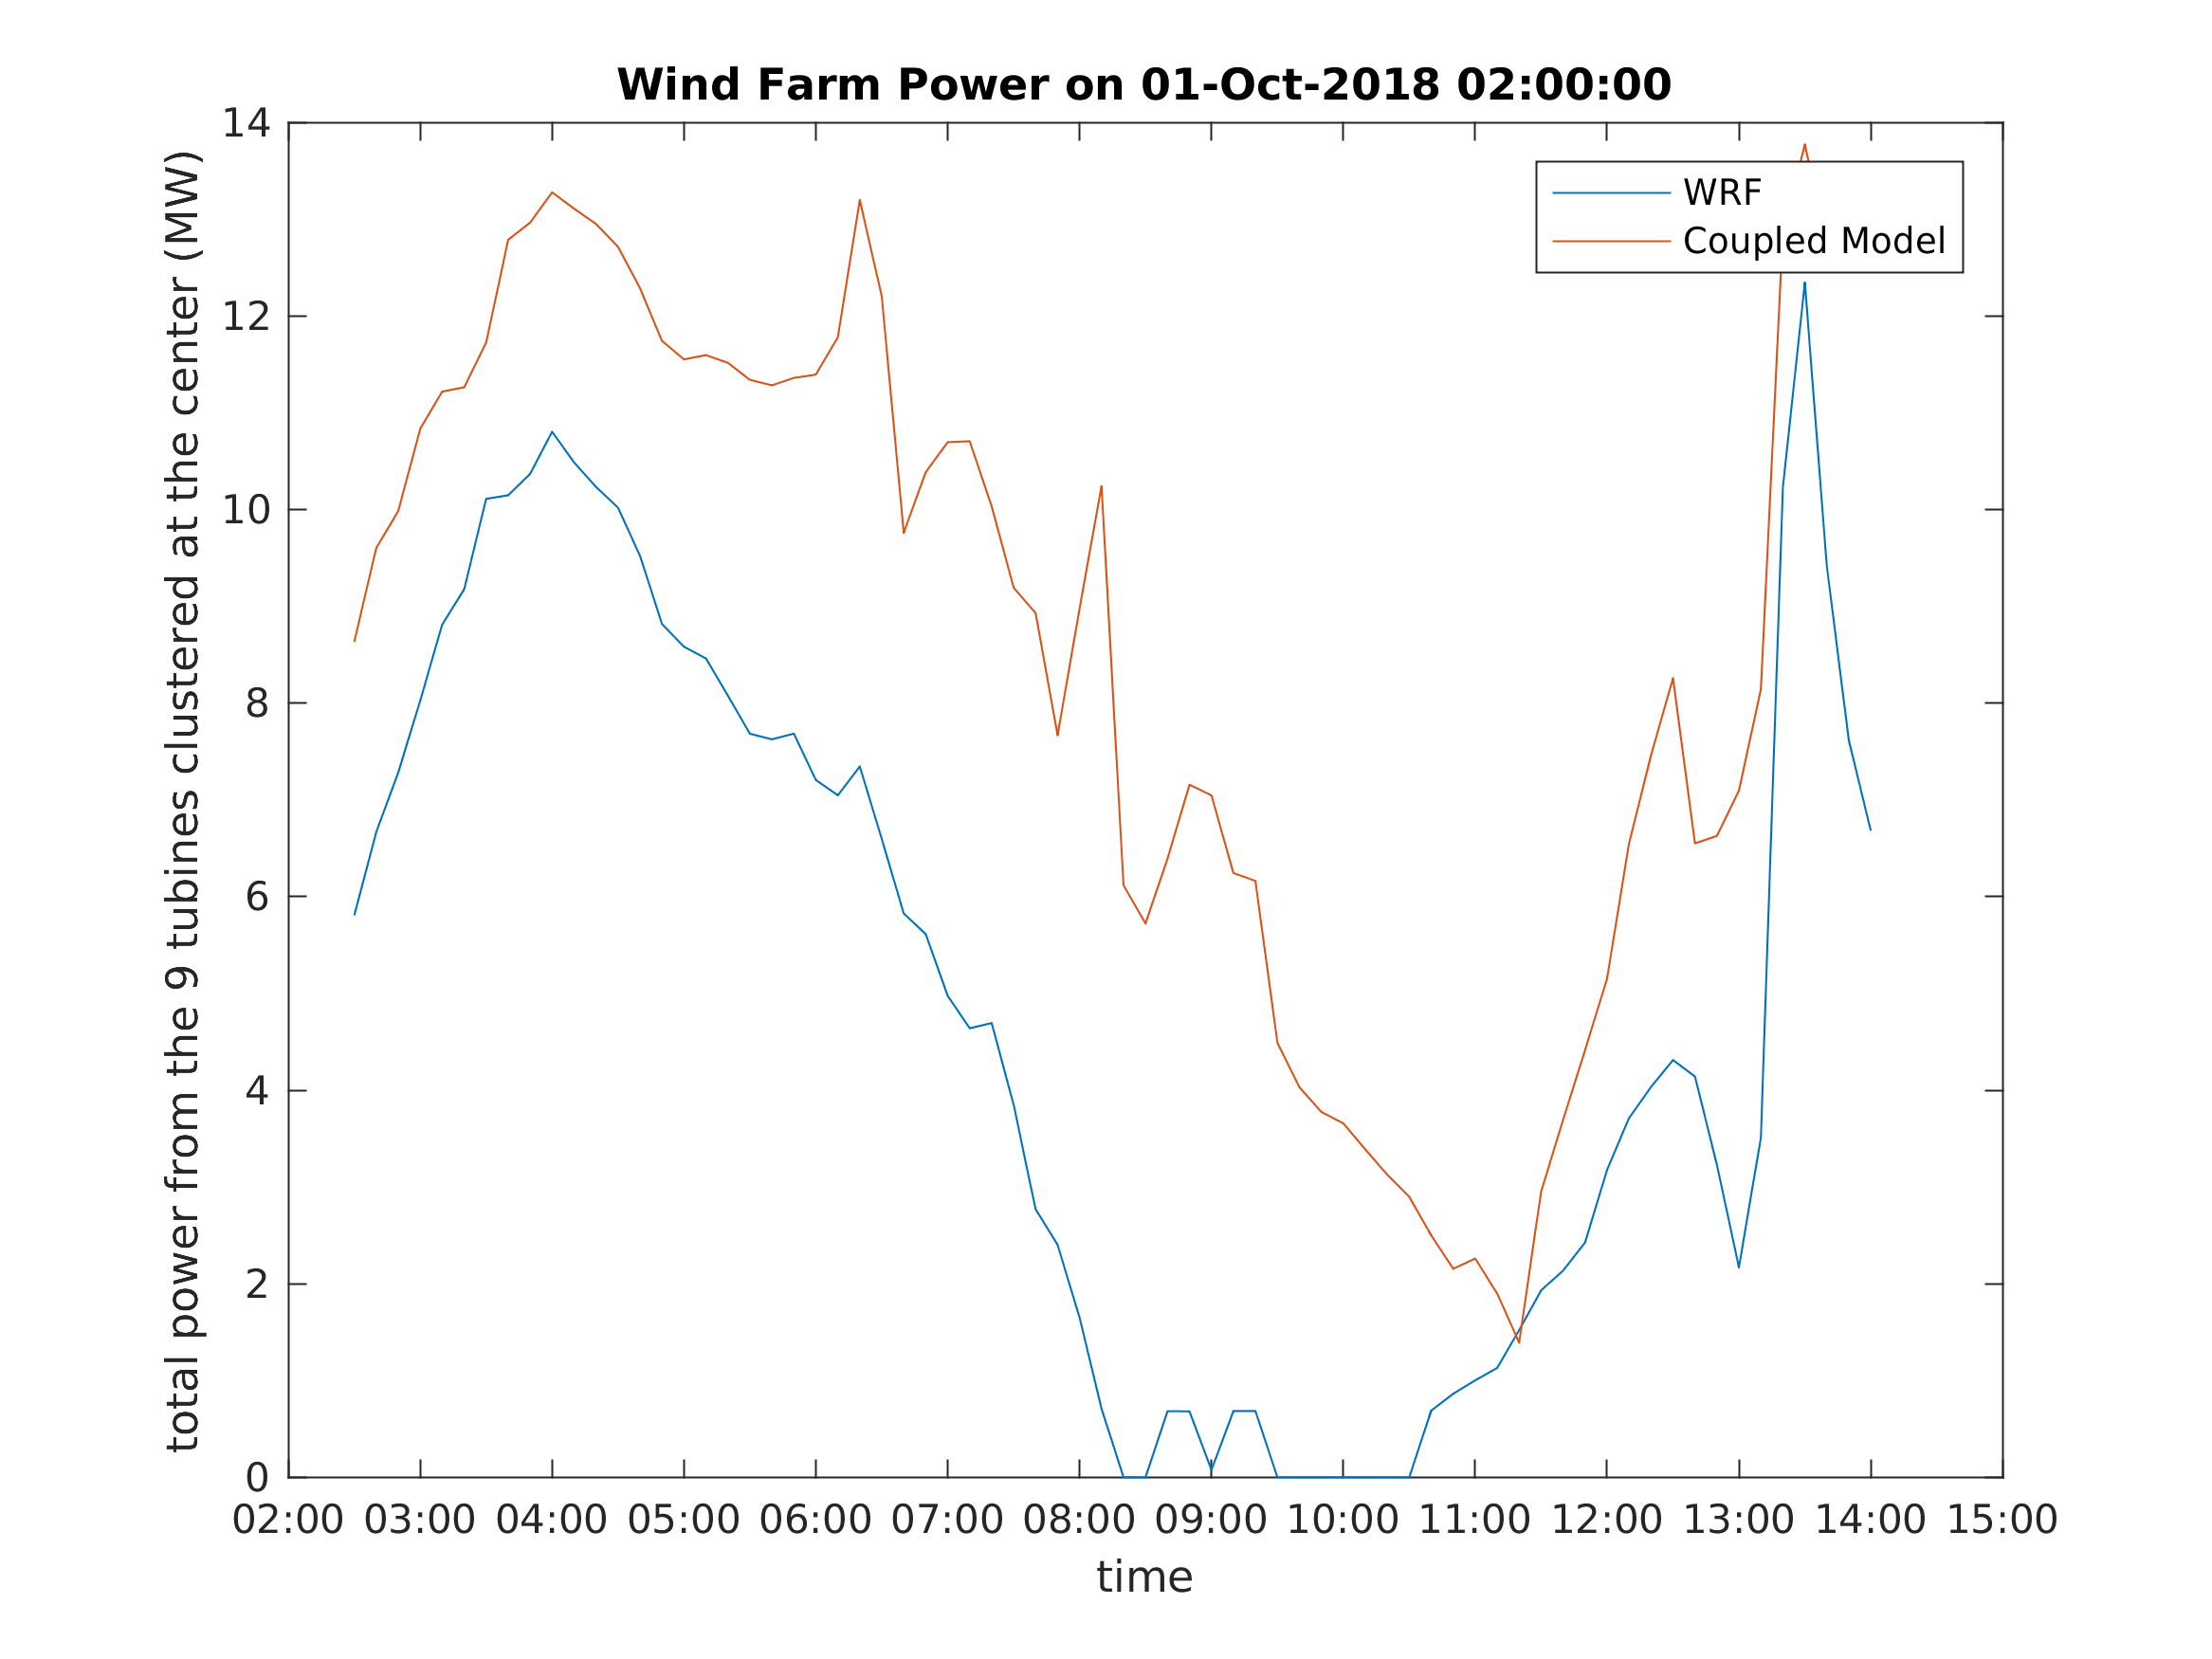 Wind Farm Power on 01-Oct-2018 02:00:00
total power from the 9 tubines clustered at the center (MW)
14
12
10
8
6
4
2
0
WRF
Coupled Model
02:00 03:00 04:00 05:00 06:00 07:00 08:00 09:00 10:00 11:00 12:00 13:00 14:00 15:00
time